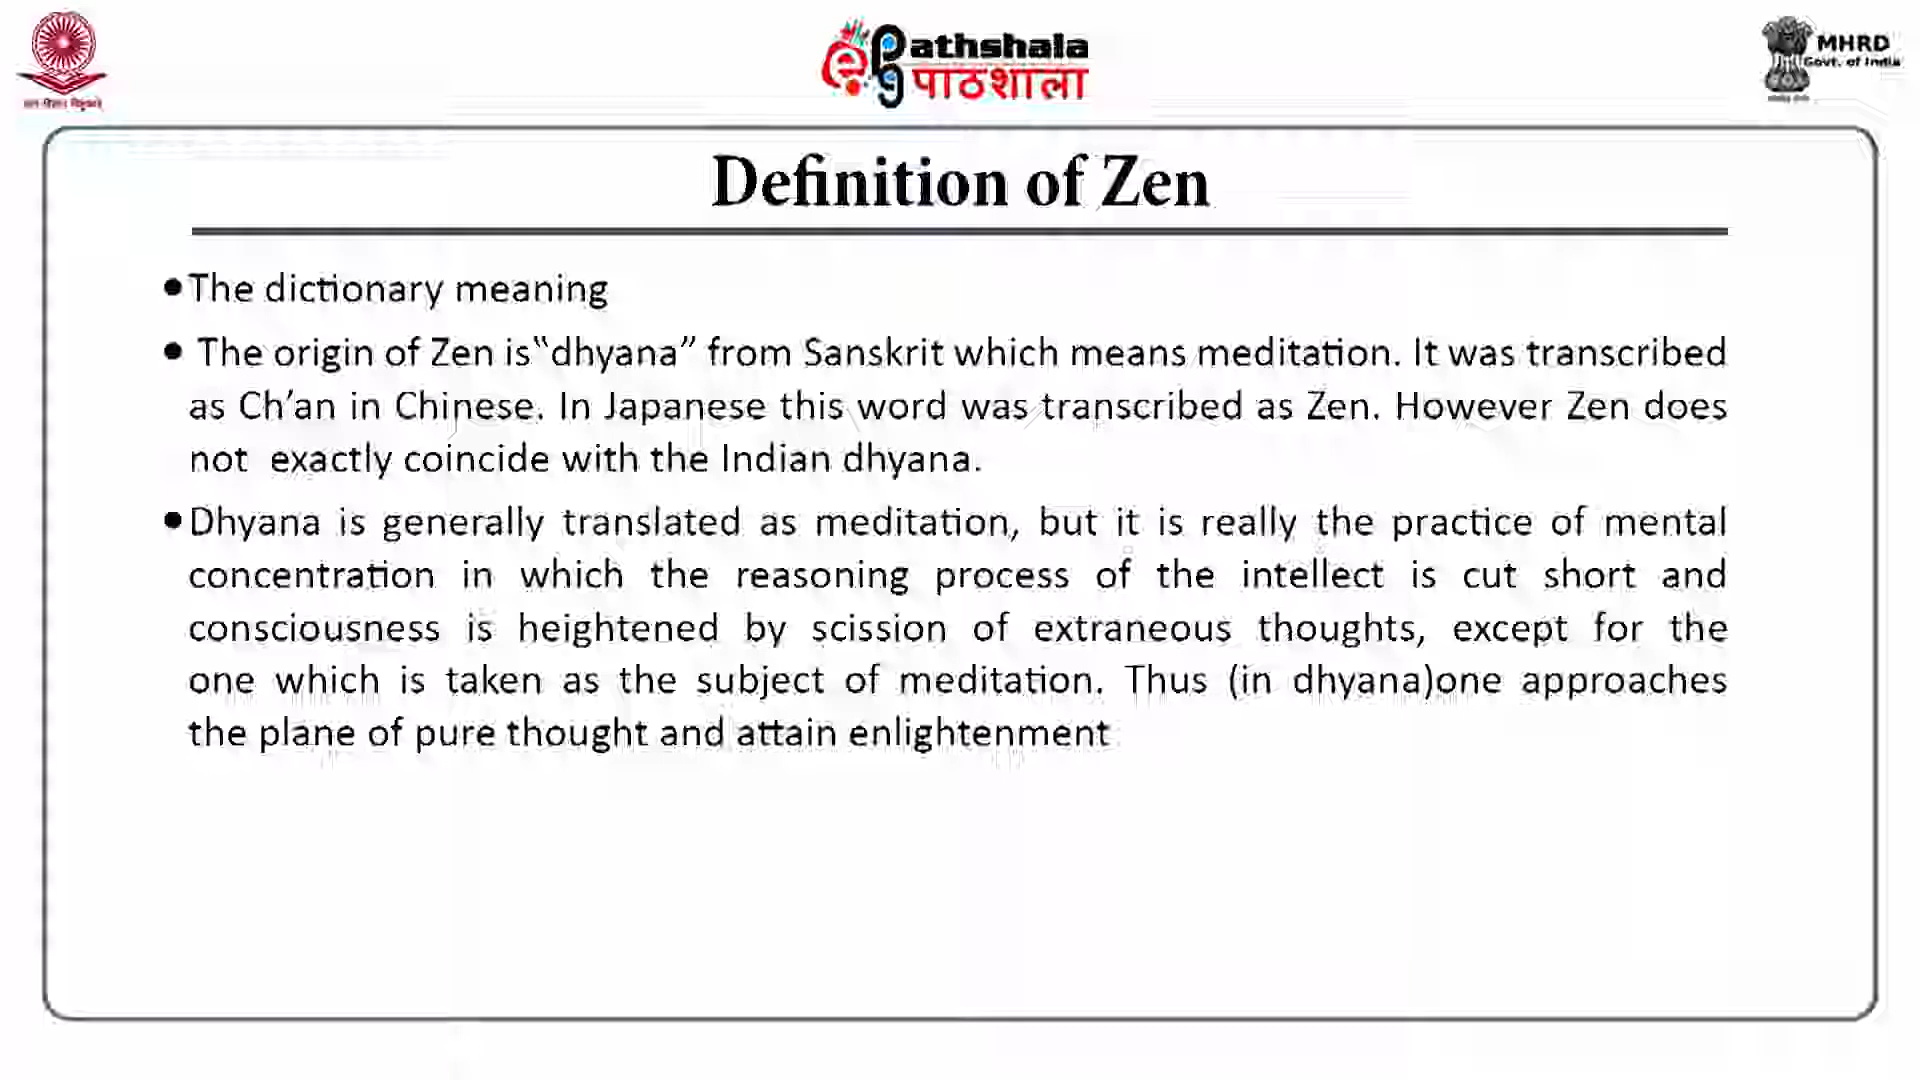 ज्ञान-विज्ञान विमुक्तये
ePG Pathshala
पाठशाला
MHRD
Govt. of India
Definition of Zen
•The dictionary meaning
• The origin of Zen is‟dhyana” from Sanskrit which means meditation. It was transcribed
as Ch’an in Chinese. In Japanese this word was transcribed as Zen. However Zen does
not exactly coincide with the Indian dhyana.
•Dhyana is generally translated as meditation, but it is really the practice of mental
concentration in which the reasoning process of the intellect is cut short and
consciousness is heightened by scission of extraneous thoughts, except for the
one which is taken as the subject of meditation. Thus (in dhyana)one approaches
the plane of pure thought and attain enlightenment